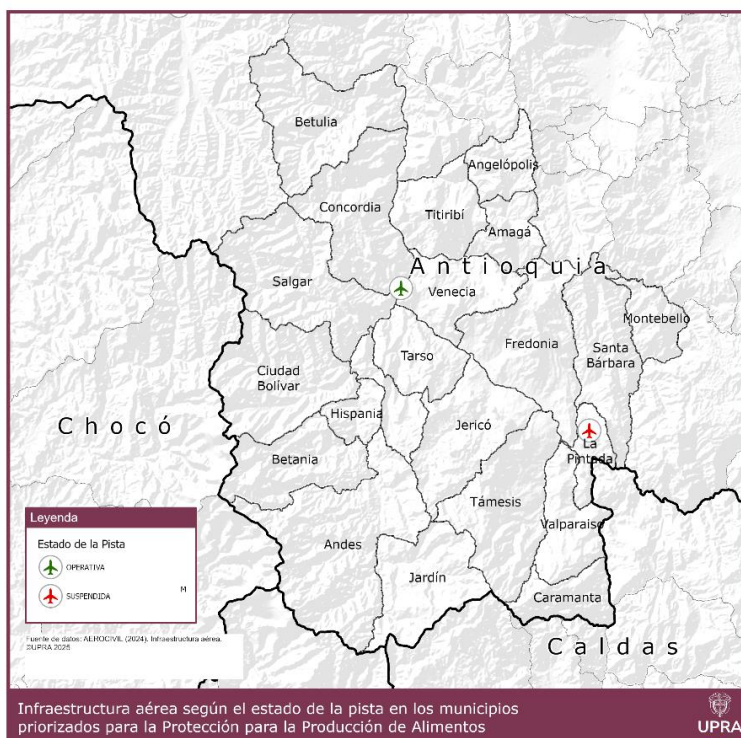 Betulia
Angelópolis
Concordia
Titiribí
Amagá
Antioquia
Salgar
Venecia
Montebello
Fredonia
Santa
Bárbara
Tarso
Ciudad
Bolívar
Hispania
Chocó
Jericó
La
Pintada
Betania
Támesis
Valparaíso
Andes
Jardín
Caramanta
Caldas
Leyenda
Estado de la Pista
OPERATIVA
SUSPENDIDA
M
Fuente de datos: AEROCIVIL (2024). Infraestructura aérea.
©UPRA 2025
Infraestructura aérea según el estado de la pista en los municipios
priorizados para la Protección para la Producción de Alimentos
UPRA